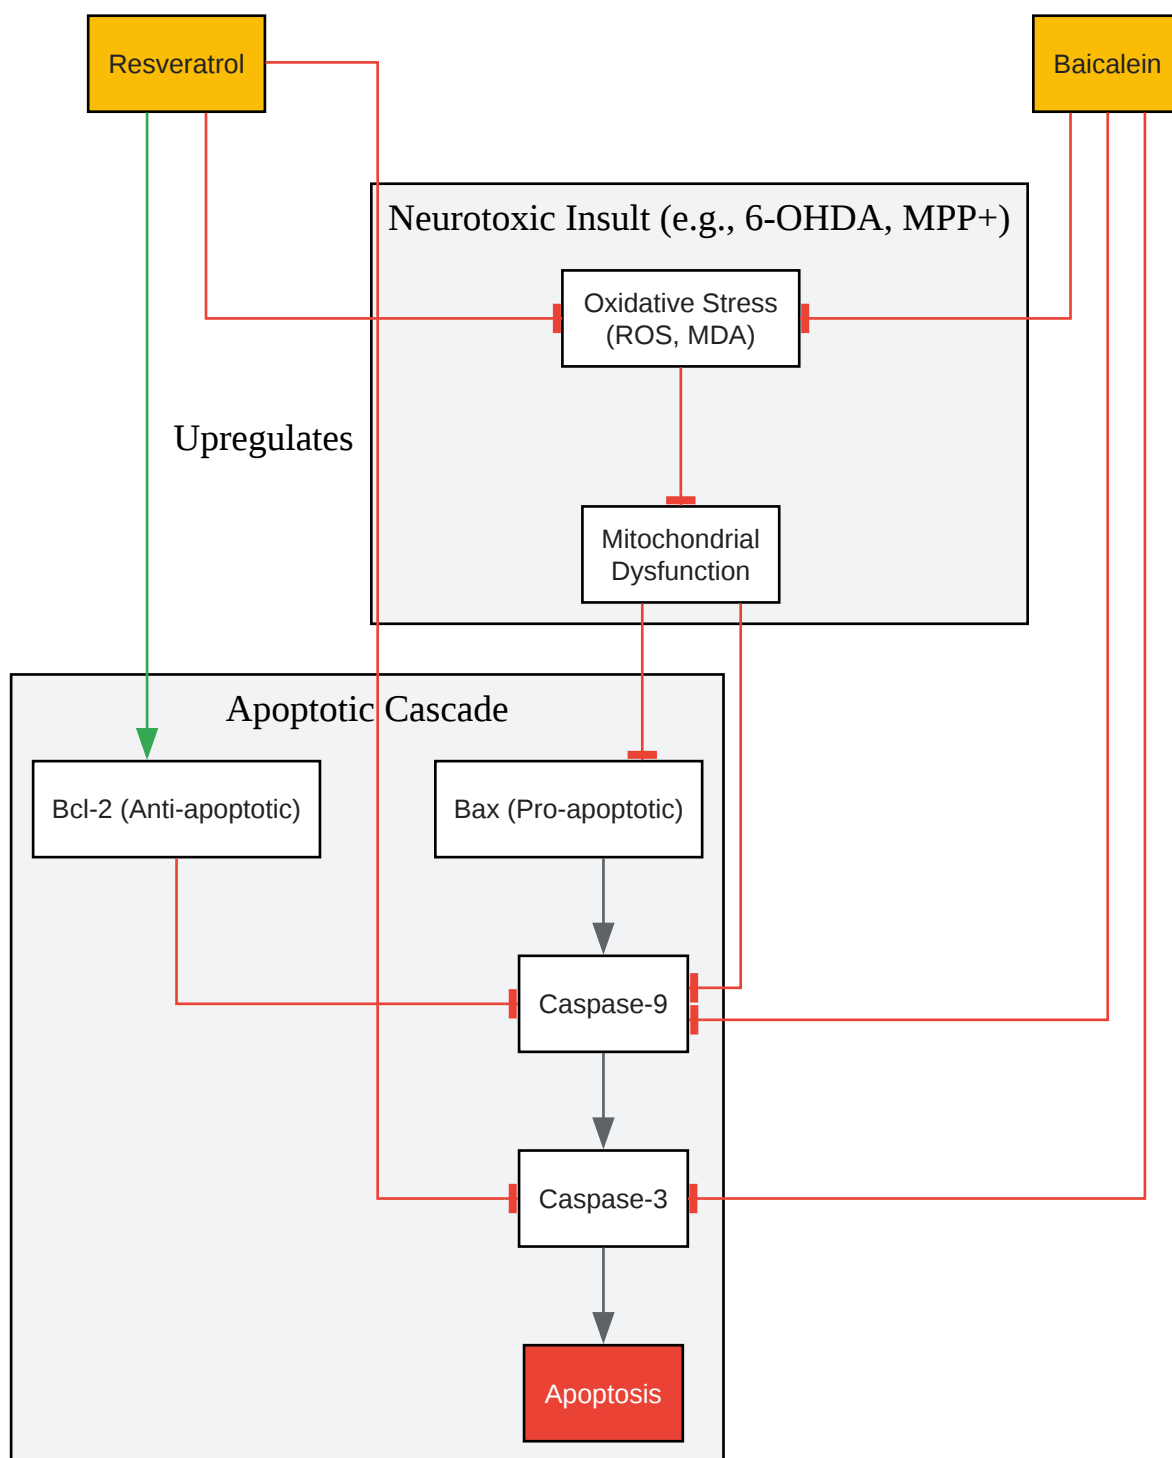 Resveratrol
Baicalein
Neurotoxic Insult (e.g., 6-OHDA, MPP+)
Oxidative Stress
(ROS, MDA)
Upregulates
Mitochondrial
Dysfunction
Apoptotic Cascade
Bcl-2 (Anti-apoptotic)
Bax (Pro-apoptotic)
Caspase-9
Caspase-3
Apoptosis